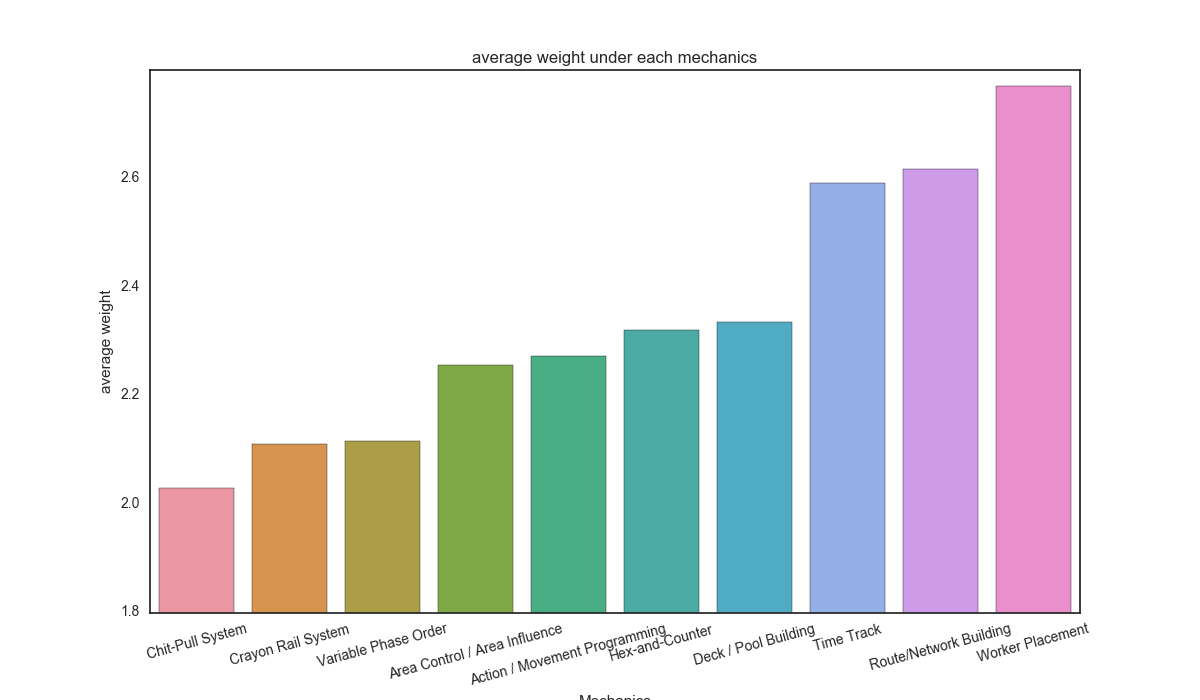 average weight under each mechanics
average weight
2.6
2.4
2.2
2.0
1.8
Chit-Pull System
Crayon Rail System
Variable Phase Order
Area Control / Area Influence
Action / Movement Programming
Hex-and-Counter
Deck / Pool Building
Time Track
Route/Network Building
Worker Placement
Mechanics